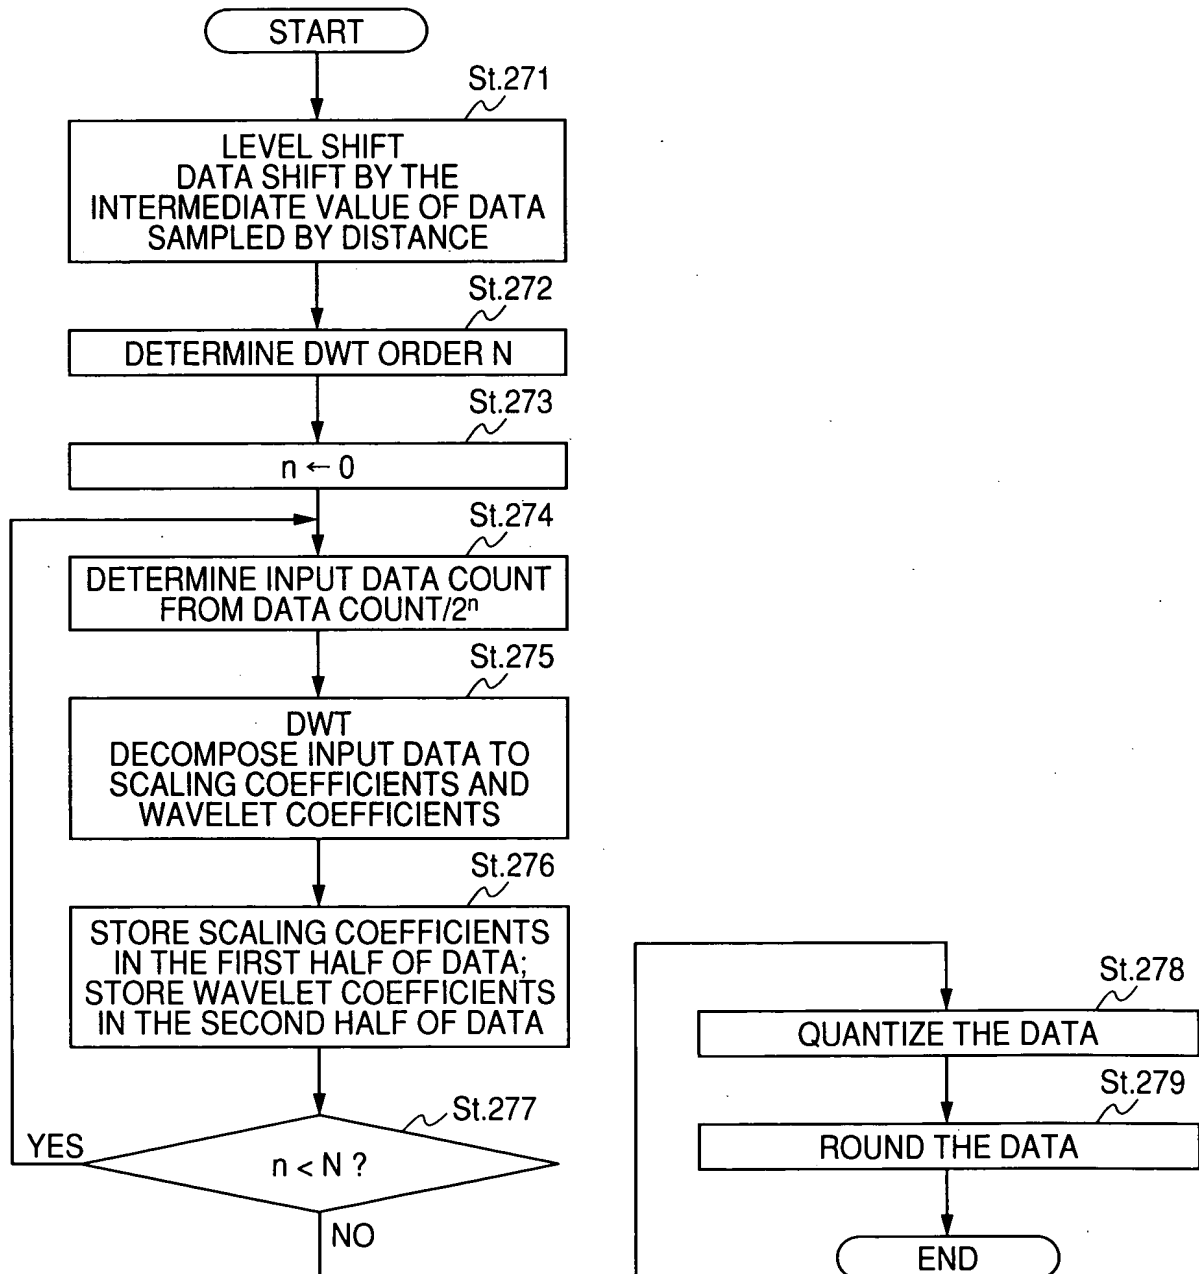 START
St.271
LEVEL SHIFT
DATA SHIFT BY THE
INTERMEDIATE VALUE OF DATA
SAMPLED BY DISTANCE
St.272
DETERMINE DWT ORDER N
St.273
n ← 0
St.274
DETERMINE INPUT DATA COUNT
FROM DATA COUNT/2ⁿ
St.275
DWT
DECOMPOSE INPUT DATA TO
SCALING COEFFICIENTS AND
WAVELET COEFFICIENTS
St.276
STORE SCALING COEFFICIENTS
IN THE FIRST HALF OF DATA;
STORE WAVELET COEFFICIENTS
IN THE SECOND HALF OF DATA
St.277
YES
n < N ?
NO
St.278
QUANTIZE THE DATA
St.279
ROUND THE DATA
END